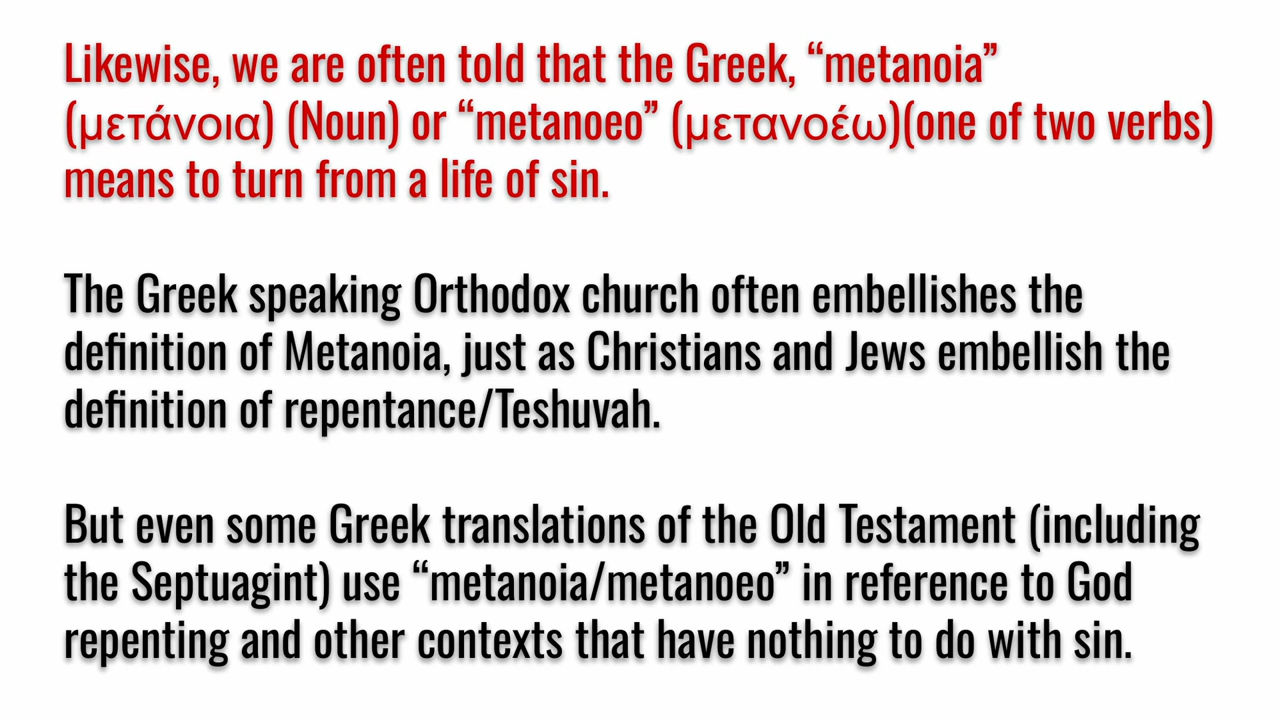 Likewise, we are often told that the Greek, “metanoia”
(μετάνοια) (Noun) or “metanoeo” (μετανοέω)(one of two verbs)
means to turn from a life of sin.
The Greek speaking Orthodox church often embellishes the
definition of Metanoia, just as Christians and Jews embellish the
definition of repentance/Teshuvah.
But even some Greek translations of the Old Testament (including
the Septuagint) use “metanoia/metanoeo” in reference to God
repenting and other contexts that have nothing to do with sin.